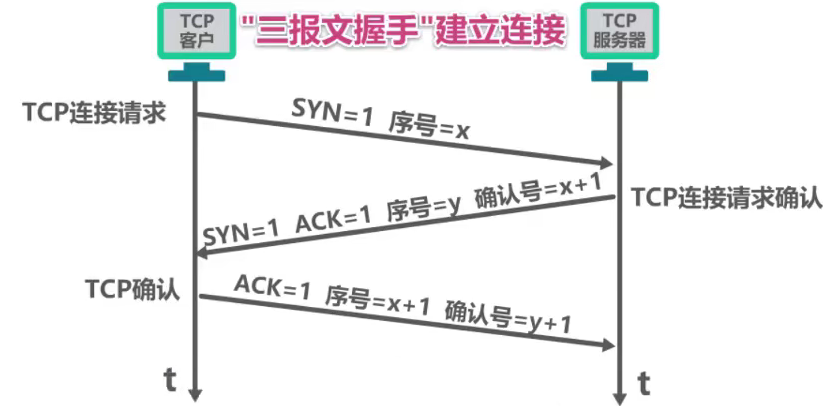 TCP
客户
"三报文握手"建立连接
TCP
服务器
TCP连接请求
SYN=1 序号=x
SYN=1 ACK=1 序号=y 确认号=x+1
TCP连接请求确认
TCP确认
ACK=1 序号=x+1 确认号=y+1
t
t